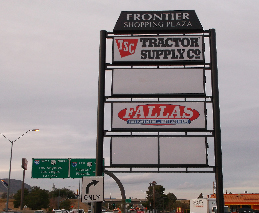 FRONTIER
SHOPPING PLAZA
TSC TRACTOR
SUPPLY CO
FALLAS
ONLY